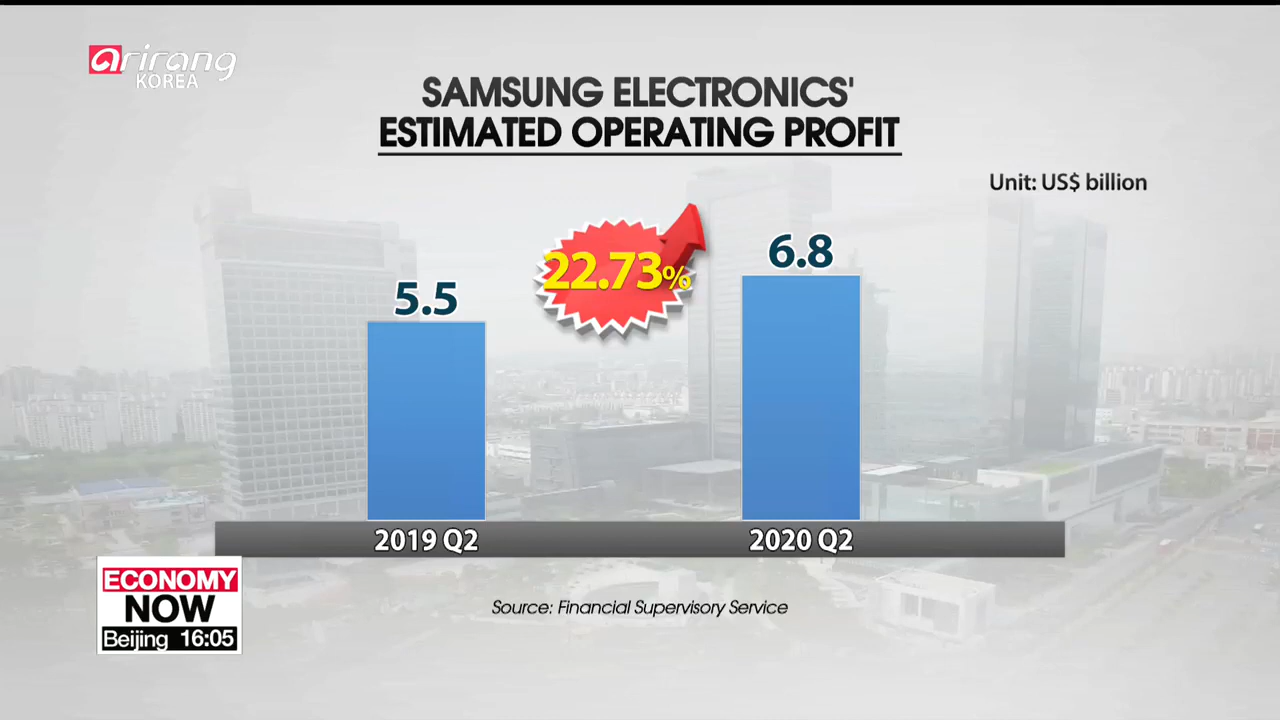 arirang
KOREA
SAMSUNG ELECTRONICS'
ESTIMATED OPERATING PROFIT
Unit: US$ billion
5.5
22.73%
6.8
2019 Q2
2020 Q2
ECONOMY
NOW
Beijing 16:05
Source: Financial Supervisory Service